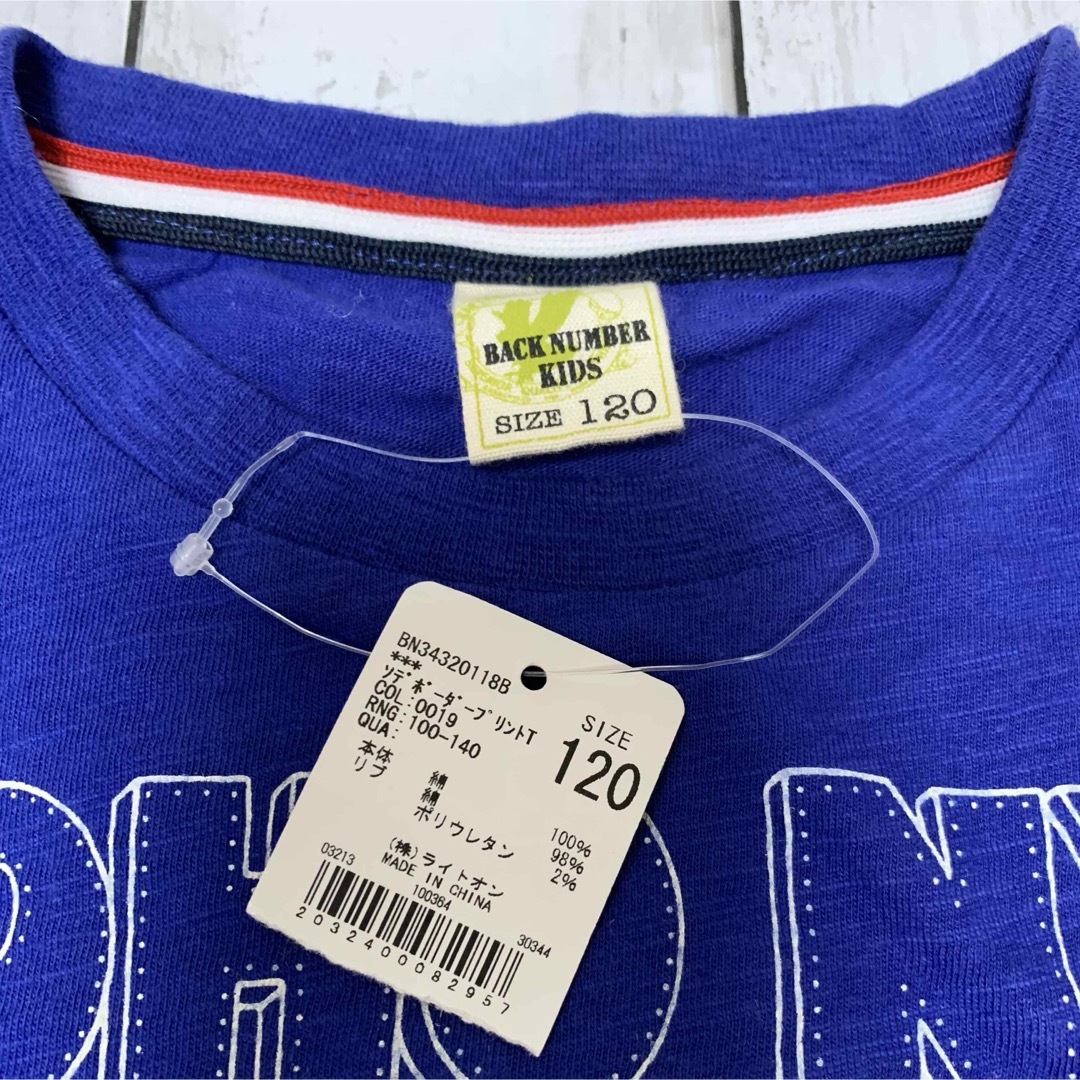 BACK NUMBER
KIDS
SIZE 120
BN34320118B
***
ｿﾃﾞﾎﾞｰﾀﾞｰﾌﾟﾘﾝﾄT
COL:0019
RNG:100-140
QUA:
SIZE
120
本体 綿 100%
リブ 綿 98%
ポリウレタン 2%
(株)ライトオン
MADE IN CHINA
03213 100364 30344
2032400082957